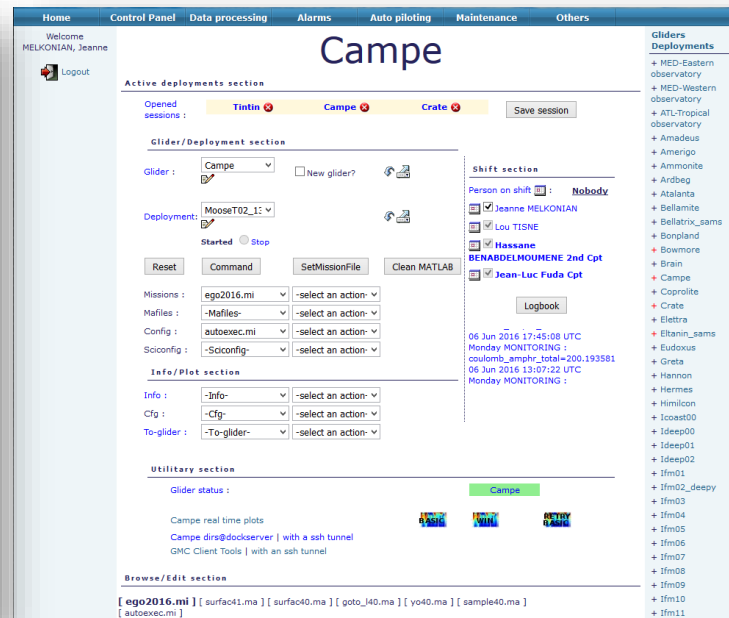 Home Control Panel Data processing Alarms Auto piloting Maintenance Others
Welcome
MELKONIAN, Jeanne
Logout
Campe
Active deployments section
Opened sessions :
Tintin Campe Crate Save session
Glider/Deployment section
Glider : Campe New glider?
Deployment: MooseT02_13
Started Stop
Reset Command SetMissionFile Clean MATLAB
Missions : ego2016.mi -select an action-
Mafiles : -Mafiles- -select an action-
Config : autoexec.mi -select an action-
Sciconfig : -Sciconfig- -select an action-
Info/Plot section
Info : -Info- -select an action-
Cfg : -Cfg- -select an action-
To-glider : -To-glider- -select an action-
Shift section
Person on shift : Nobody
Jeanne MELKONIAN
Lou TISNE
Hassane
BENABDELMOUMENE 2nd Cpt
Jean-Luc Fuda Cpt
Logbook
06 Jun 2016 17:45:08 UTC
Monday MONITORING :
coulomb_amphr_total=200.193581
06 Jun 2016 13:07:22 UTC
Monday MONITORING :
Utilitary section
Glider status : Campe
Campe real time plots BASIC WIN RETRY BASIC
Campe dirs@dockserver | with a ssh tunnel
GMC Client Tools | with an ssh tunnel
Browse/Edit section
[ ego2016.mi ] [ surfac41.ma ] [ surfac40.ma ] [ goto_l40.ma ] [ yo40.ma ] [ sample40.ma ]
[ autoexec.mi ]
Gliders
Deployments
+ MED-Eastern
observatory
+ MED-Western
observatory
+ ATL-Tropical
observatory
+ Amadeus
+ Amerigo
+ Ammonite
+ Ardbeg
+ Atalanta
+ Bellamite
+ Bellatrix_sams
+ Bonpland
+ Bowmore
+ Brain
+ Campe
+ Coprolite
+ Crate
+ Elettra
+ Eltanin_sams
+ Eudoxus
+ Greta
+ Hannon
+ Hermes
+ Himilcon
+ Icoast00
+ Ideep00
+ Ideep01
+ Ideep02
+ Ifm01
+ Ifm02_deepy
+ Ifm03
+ Ifm04
+ Ifm05
+ Ifm06
+ Ifm07
+ Ifm08
+ Ifm09
+ Ifm10
+ Ifm11